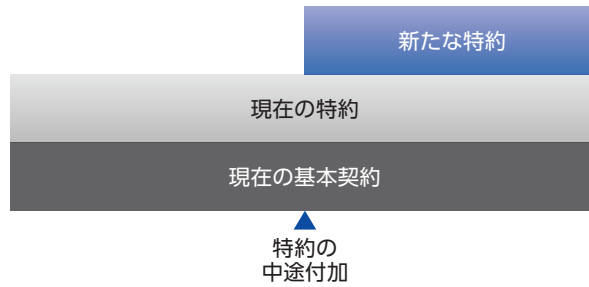 新たな特約
現在の特約
現在の基本契約
特約の
中途付加